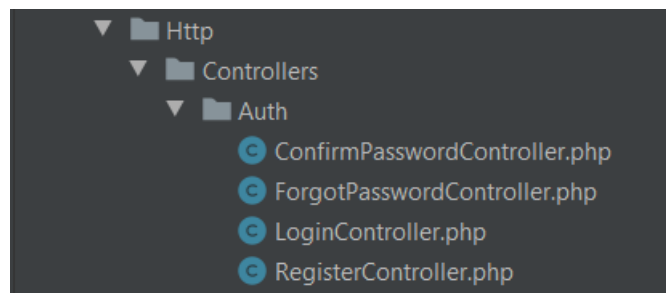 Http
Controllers
Auth
C ConfirmPasswordController.php
C ForgotPasswordController.php
C LoginController.php
C RegisterController.php